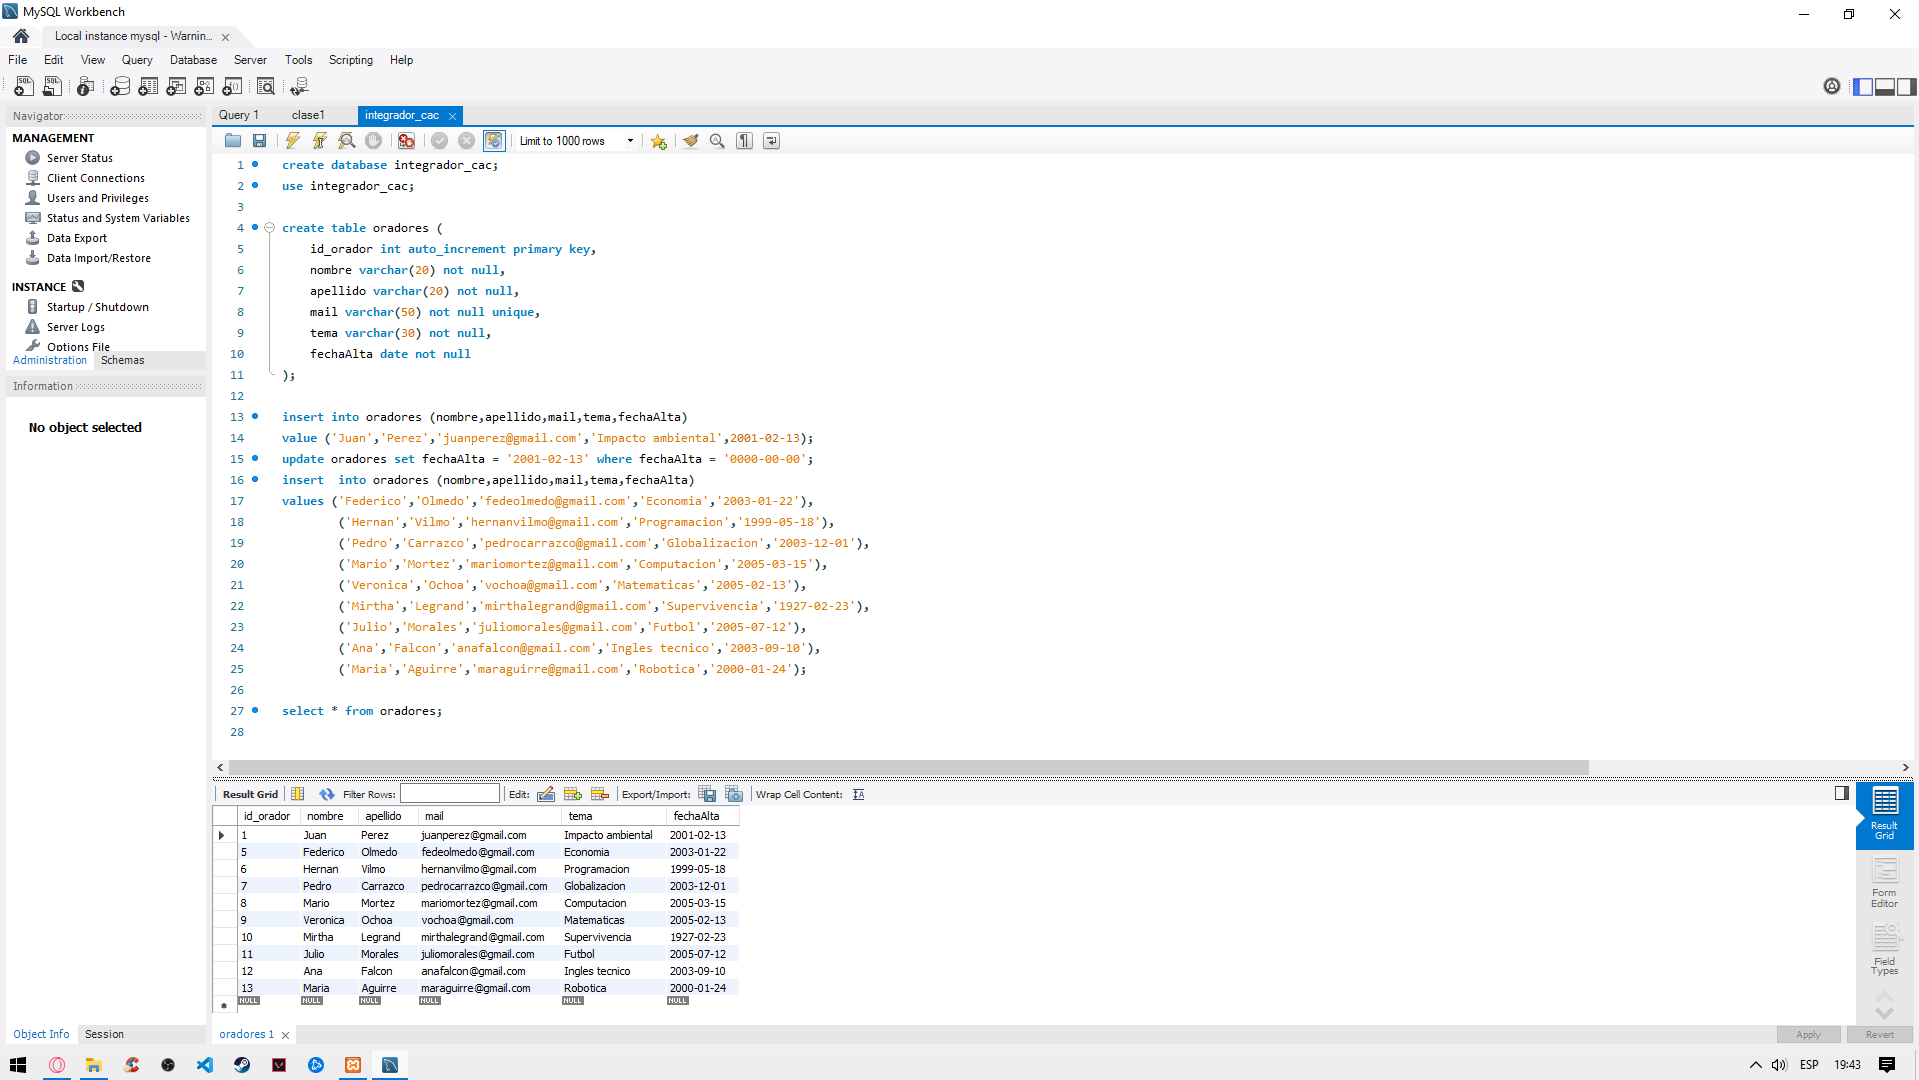 MySQL Workbench
Local instance mysql - Warnin...
File Edit View Query Database Server Tools Scripting Help
Navigator
MANAGEMENT
Server Status
Client Connections
Users and Privileges
Status and System Variables
Data Export
Data Import/Restore
INSTANCE
Startup / Shutdown
Server Logs
Options File
Administration Schemas
Information
No object selected
Object Info Session
Query 1 clase1 integrador_cac
Limit to 1000 rows
1 create database integrador_cac;
2 use integrador_cac;
3
4 create table oradores (
5 id_orador int auto_increment primary key,
6 nombre varchar(20) not null,
7 apellido varchar(20) not null,
8 mail varchar(50) not null unique,
9 tema varchar(30) not null,
10 fechaAlta date not null
11 );
12
13 insert into oradores (nombre,apellido,mail,tema,fechaAlta)
14 value ('Juan','Perez','juanperez@gmail.com','Impacto ambiental',2001-02-13);
15 update oradores set fechaAlta = '2001-02-13' where fechaAlta = '0000-00-00';
16 insert  into oradores (nombre,apellido,mail,tema,fechaAlta)
17 values ('Federico','Olmedo','fedeolmedo@gmail.com','Economia','2003-01-22'),
18 ('Hernan','Vilmo','hernanvilmo@gmail.com','Programacion','1999-05-18'),
19 ('Pedro','Carrazco','pedrocarrazco@gmail.com','Globalizacion','2003-12-01'),
20 ('Mario','Mortez','mariomortez@gmail.com','Computacion','2005-03-15'),
21 ('Veronica','Ochoa','vochoa@gmail.com','Matematicas','2005-02-13'),
22 ('Mirtha','Legrand','mirthalegrand@gmail.com','Supervivencia','1927-02-23'),
23 ('Julio','Morales','juliomorales@gmail.com','Futbol','2005-07-12'),
24 ('Ana','Falcon','anafalcon@gmail.com','Ingles tecnico','2003-09-10'),
25 ('Maria','Aguirre','maraguirre@gmail.com','Robotica','2000-01-24');
26
27 select * from oradores;
28
Result Grid Filter Rows: Edit: Export/Import: Wrap Cell Content:
id_orador nombre apellido mail tema fechaAlta
1 Juan Perez juanperez@gmail.com Impacto ambiental 2001-02-13
5 Federico Olmedo fedeolmedo@gmail.com Economia 2003-01-22
6 Hernan Vilmo hernanvilmo@gmail.com Programacion 1999-05-18
7 Pedro Carrazco pedrocarrazco@gmail.com Globalizacion 2003-12-01
8 Mario Mortez mariomortez@gmail.com Computacion 2005-03-15
9 Veronica Ochoa vochoa@gmail.com Matematicas 2005-02-13
10 Mirtha Legrand mirthalegrand@gmail.com Supervivencia 1927-02-23
11 Julio Morales juliomorales@gmail.com Futbol 2005-07-12
12 Ana Falcon anafalcon@gmail.com Ingles tecnico 2003-09-10
13 Maria Aguirre maraguirre@gmail.com Robotica 2000-01-24
NULL NULL NULL NULL NULL NULL
Result
Grid
Form
Editor
Field
Types
oradores 1
Apply Revert
ESP 19:43